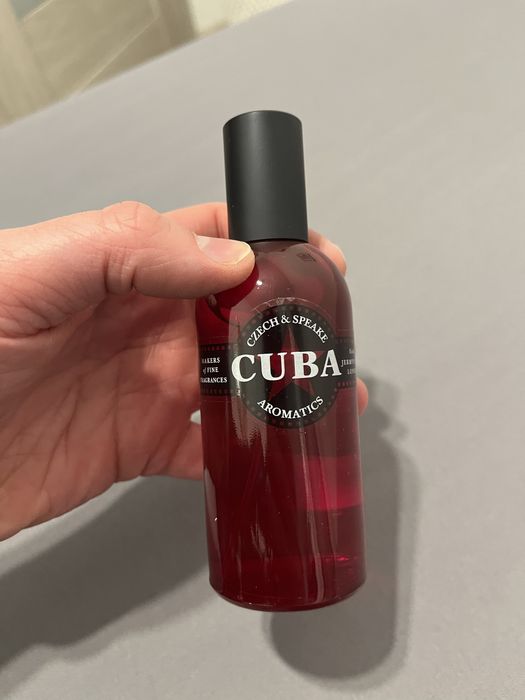 CZECH & SPEAKE
MAKERS
of FINE
FRAGRANCES
CUBA
AROMATICS